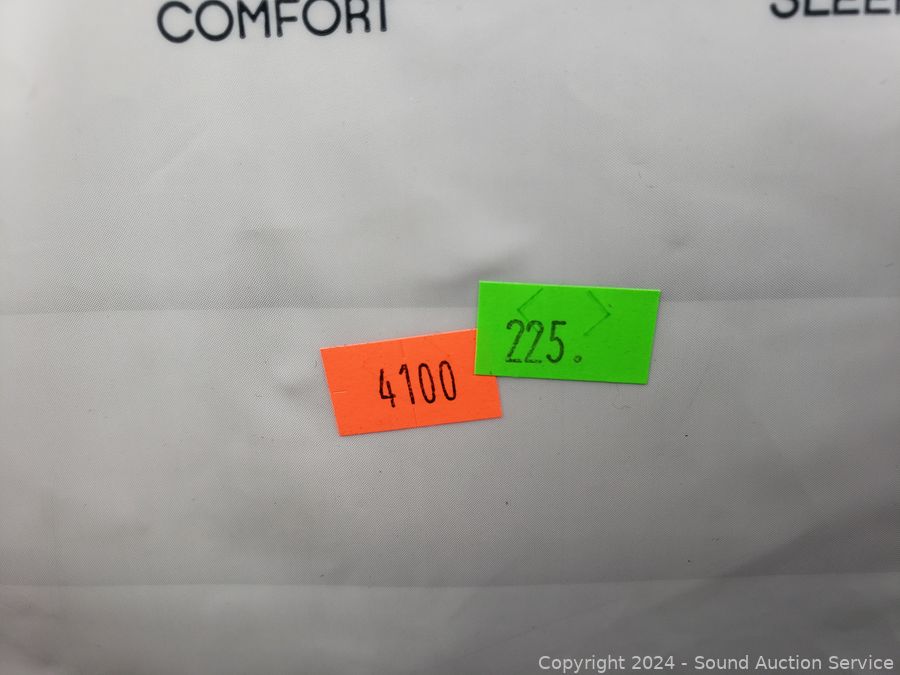 COMFORT
225.
4100
Copyright 2024 - Sound Auction Service